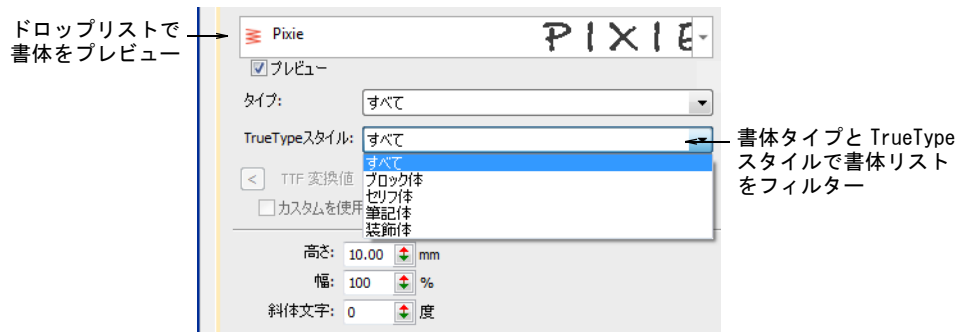 ドロップリストで
書体をプレビュー
Pixie
PIXIE
プレビュー
タイプ:
すべて
TrueTypeスタイル:
すべて
すべて
ブロック体
セリフ体
筆記体
装飾体
書体タイプと TrueType
スタイルで書体リスト
をフィルター
< TTF 変換値
カスタムを使用
高さ: 10.00 mm
幅: 100 %
斜体文字: 0 度